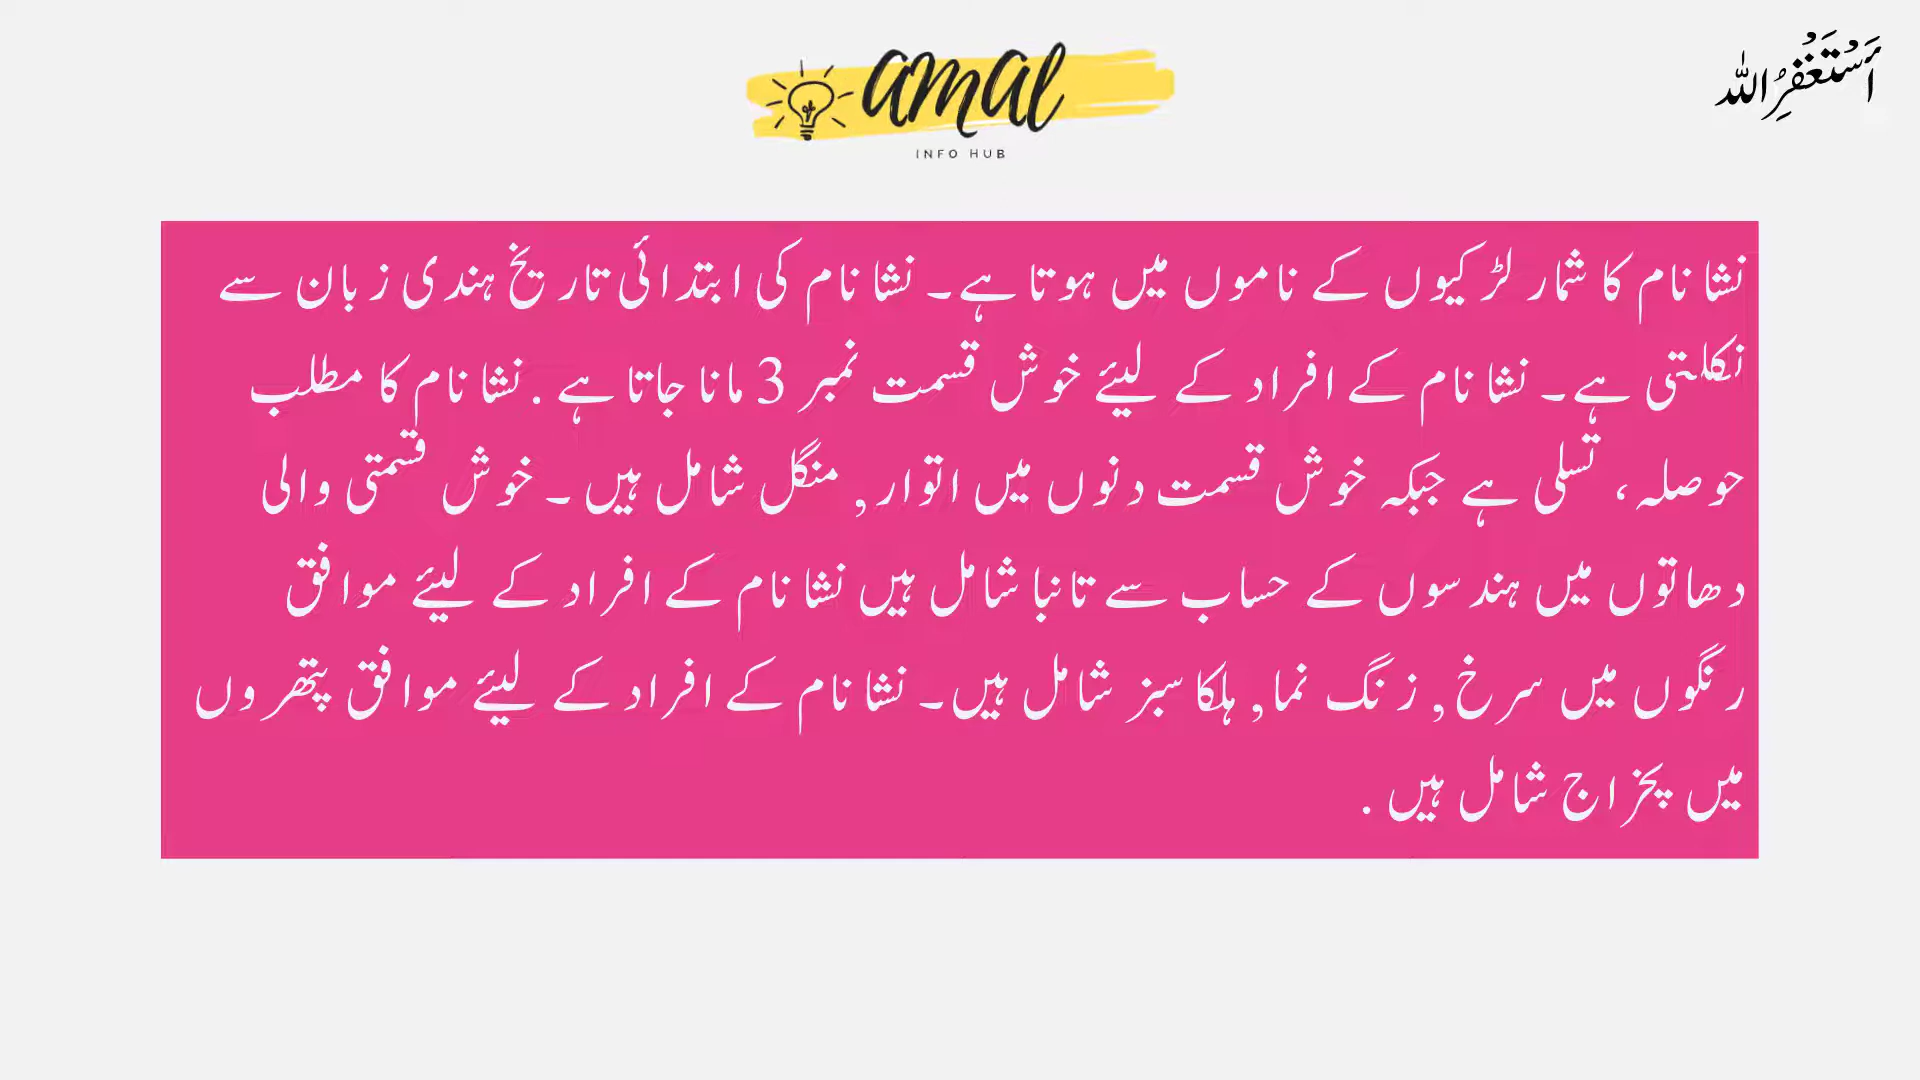 amal
INFO HUB
أَسْتَغْفِرُ اللّٰه
نشا نام کا شمار لڑکیوں کے ناموں میں ہوتا ہے۔ نشا نام کی ابتدائی تاریخ ہندی زبان سے
نکلیتی ہے۔ نشا نام کے افراد کے لیئے خوش قسمت نمبر 3 مانا جاتا ہے . نشا نام کا مطلب
حوصلہ، تسلی ہے جبکہ خوش قسمت دنوں میں اتوار, منگل شامل ہیں ۔ خوش قسمتی والی
دھاتوں میں ہندسوں کے حساب سے تانبا شامل ہیں نشا نام کے افراد کے لیئے موافق
رنگوں میں سرخ, زنگ نما, ہلکا سبز شامل ہیں۔ نشا نام کے افراد کے لیئے موافق پتھروں
میں پخراج شامل ہیں .